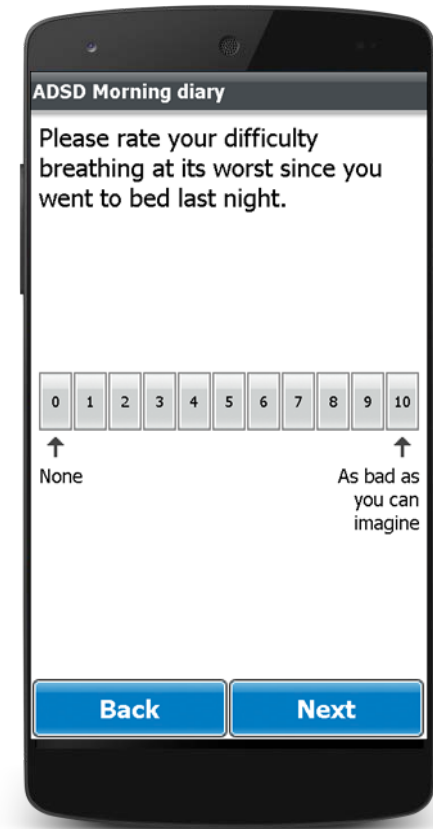 ADSD Morning diary
Please rate your difficulty
breathing at its worst since you
went to bed last night.
0 1 2 3 4 5 6 7 8 9 10
None
As bad as
you can
imagine
Back Next